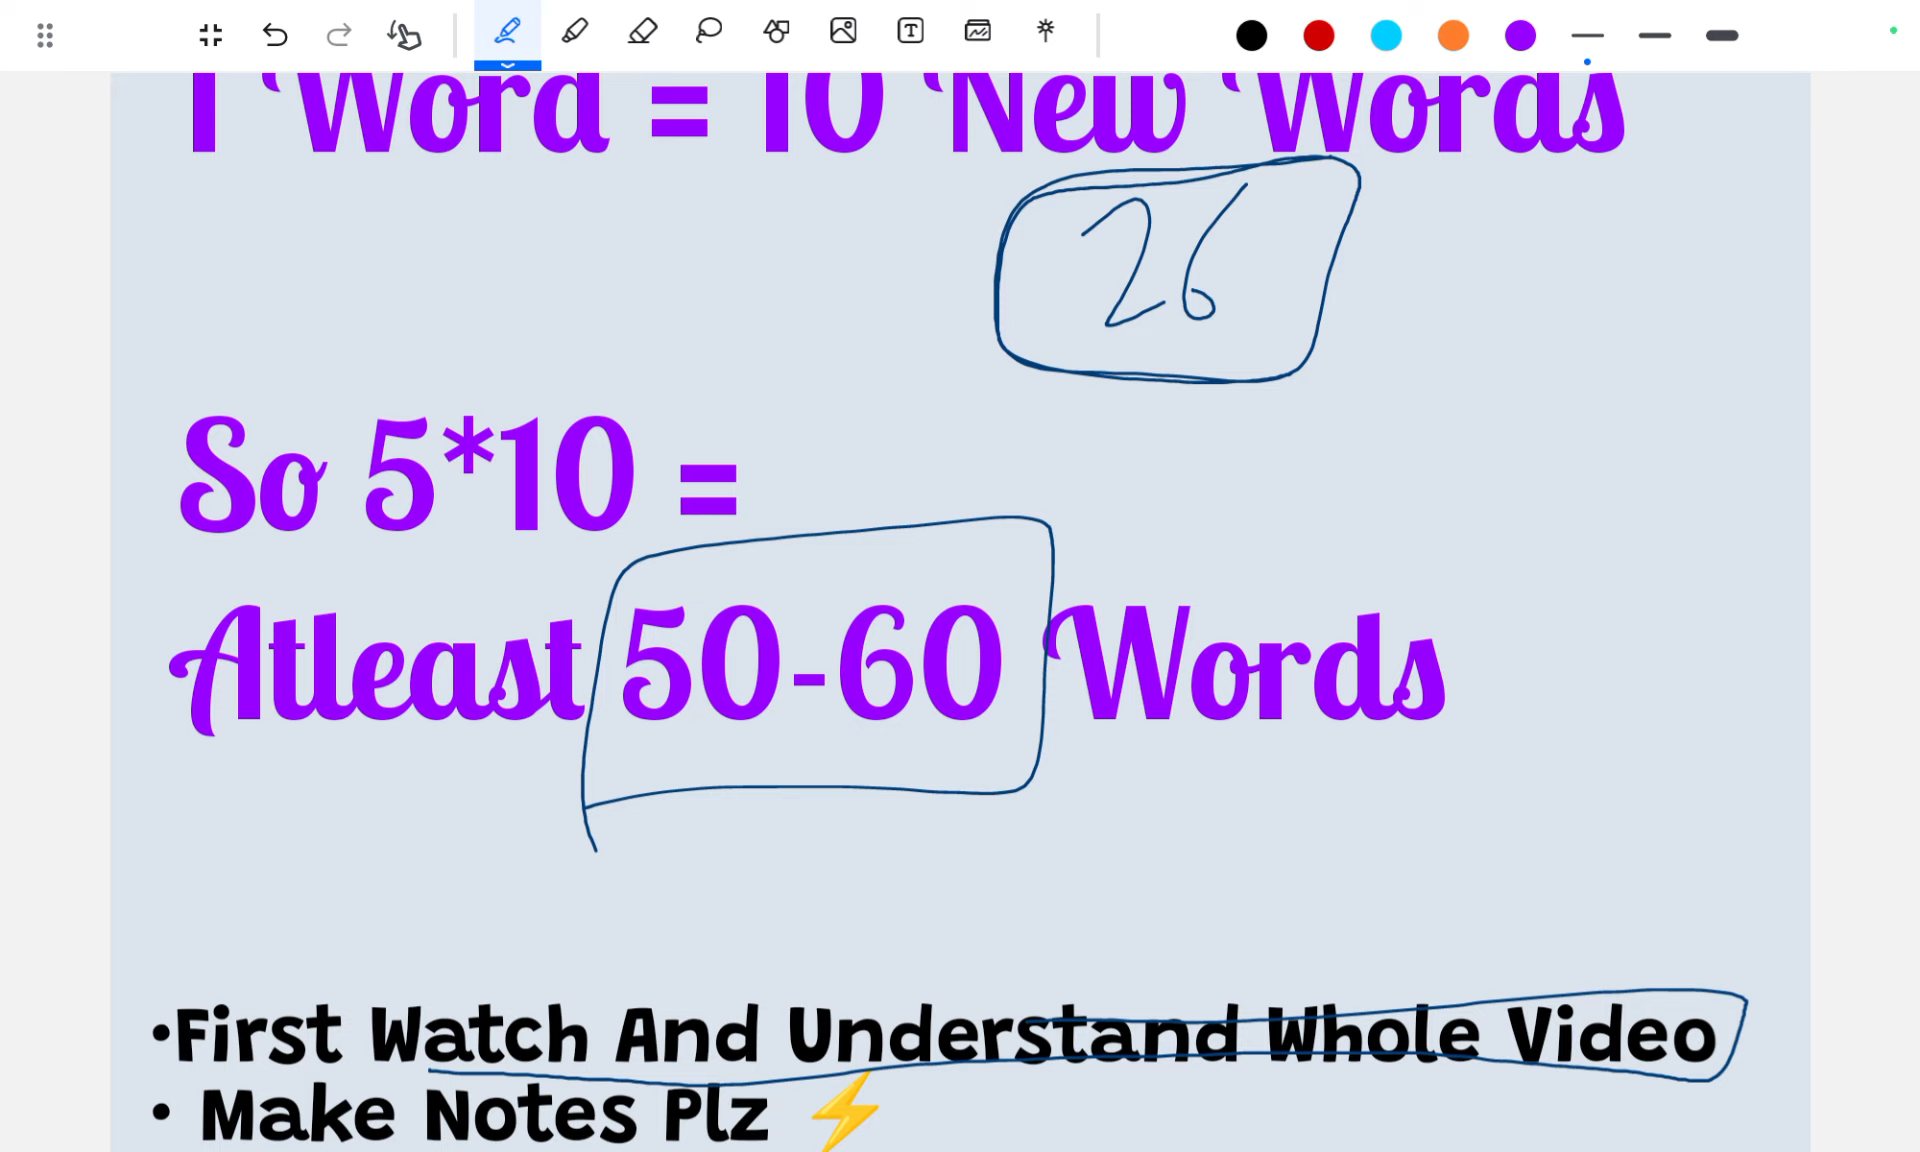 1 Word = 10 New Words
26
So 5*10 =
Atleast 50-60 Words
•First Watch And Understand Whole Video
• Make Notes Plz ⚡